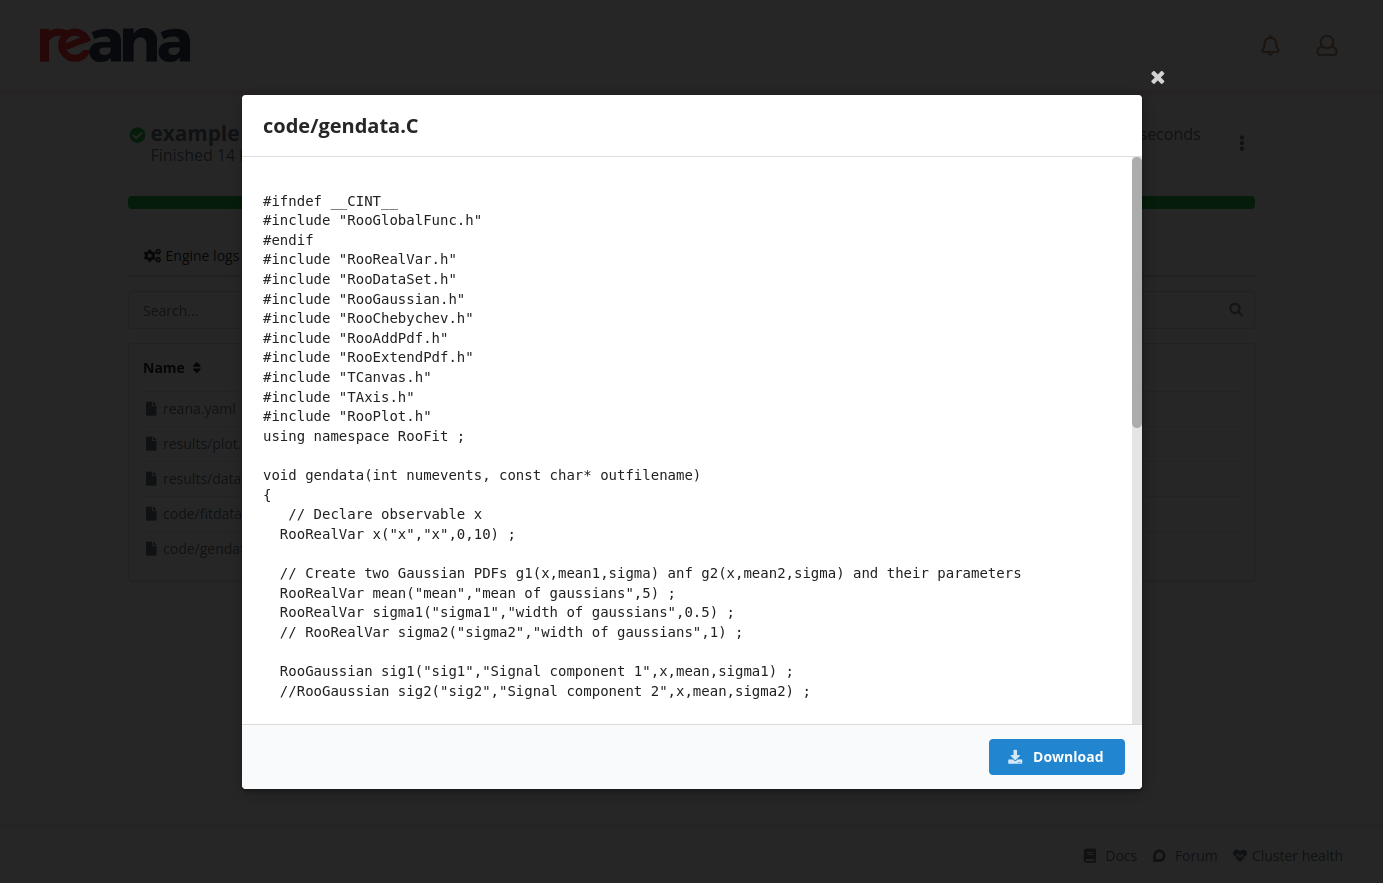 reana
example
Finished 14
seconds
Engine logs
Search...
Name
reana.yaml
results/plot.
results/data
code/fitdata
code/genda
code/gendata.C
#ifndef __CINT__
#include "RooGlobalFunc.h"
#endif
#include "RooRealVar.h"
#include "RooDataSet.h"
#include "RooGaussian.h"
#include "RooChebychev.h"
#include "RooAddPdf.h"
#include "RooExtendPdf.h"
#include "TCanvas.h"
#include "TAxis.h"
#include "RooPlot.h"
using namespace RooFit ;
void gendata(int numevents, const char* outfilename)
{
// Declare observable x
RooRealVar x("x","x",0,10) ;
// Create two Gaussian PDFs g1(x,mean1,sigma) anf g2(x,mean2,sigma) and their parameters
RooRealVar mean("mean","mean of gaussians",5) ;
RooRealVar sigma1("sigma1","width of gaussians",0.5) ;
// RooRealVar sigma2("sigma2","width of gaussians",1) ;
RooGaussian sig1("sig1","Signal component 1",x,mean,sigma1) ;
//RooGaussian sig2("sig2","Signal component 2",x,mean,sigma2) ;
Download
Docs Forum Cluster health